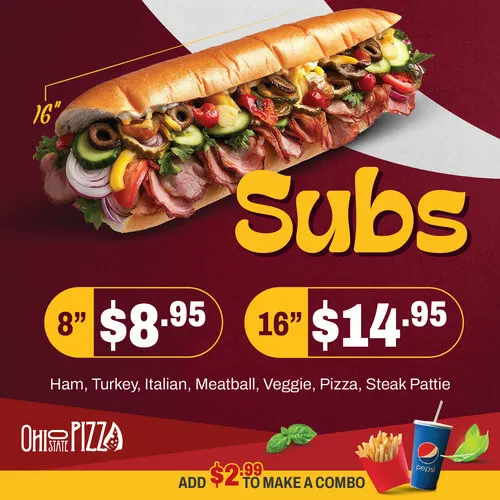 16"
Subs
8” $8.95
16” $14.95
Ham, Turkey, Italian, Meatball, Veggie, Pizza, Steak Pattie
OHIO STATE PIZZA
pepsi
ADD $2.99 TO MAKE A COMBO